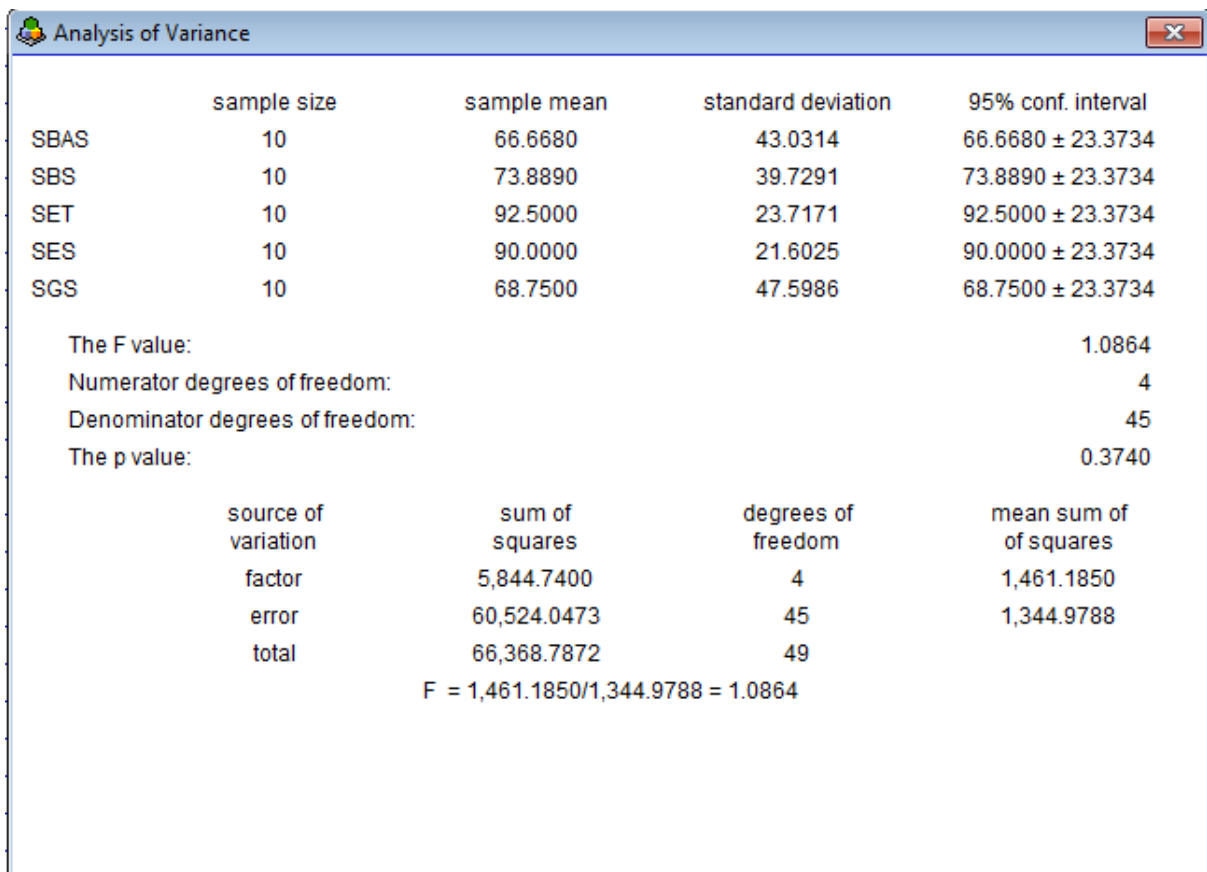 Analysis of Variance
sample size sample mean standard deviation 95% conf. interval
SBAS 10 66.6680 43.0314 66.6680 ± 23.3734
SBS 10 73.8890 39.7291 73.8890 ± 23.3734
SET 10 92.5000 23.7171 92.5000 ± 23.3734
SES 10 90.0000 21.6025 90.0000 ± 23.3734
SGS 10 68.7500 47.5986 68.7500 ± 23.3734
The F value: 1.0864
Numerator degrees of freedom: 4
Denominator degrees of freedom: 45
The p value: 0.3740
source of sum of degrees of mean sum of
variation squares freedom of squares
factor 5,844.7400 4 1,461.1850
error 60,524.0473 45 1,344.9788
total 66,368.7872 49
F = 1,461.1850/1,344.9788 = 1.0864